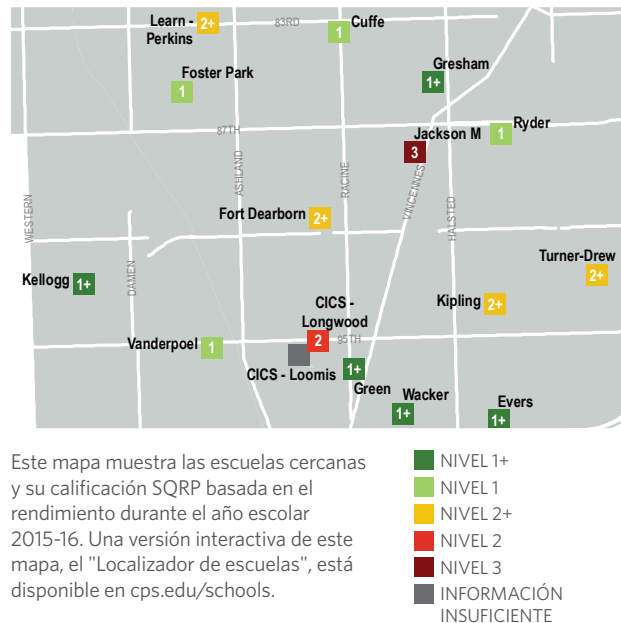 Learn -
Perkins
2+
83RD
Cuffe
1
Foster Park
1
Gresham
1+
87TH
Jackson M
3
Ryder
1
WESTERN
DAMEN
ASHLAND
RACINE
VINCENNES
HALSTED
Fort Dearborn
2+
Kellogg
1+
Turner-Drew
2+
Kipling
2+
CICS -
Longwood
2
95TH
Vanderpoel
1
CICS - Loomis
1+
Green
Wacker
1+
Evers
1+
Este mapa muestra las escuelas cercanas
y su calificación SQRP basada en el
rendimiento durante el año escolar
2015-16. Una versión interactiva de este
mapa, el "Localizador de escuelas", está
disponible en cps.edu/schools.
NIVEL 1+
NIVEL 1
NIVEL 2+
NIVEL 2
NIVEL 3
INFORMACIÓN
INSUFICIENTE